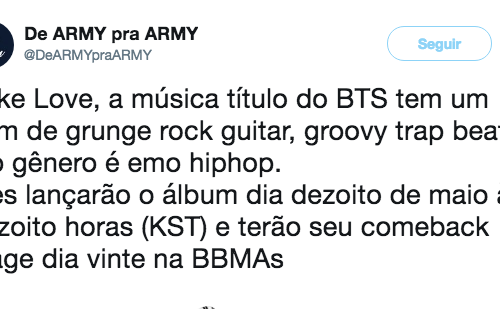 De ARMY pra ARMY
@DeARMYpraARMY
Seguir
ke Love, a música título do BTS tem um
m de grunge rock guitar, groovy trap bea
o gênero é emo hiphop.
es lançarão o álbum dia dezoito de maio
zoito horas (KST) e terão seu comeback
age dia vinte na BBMAs